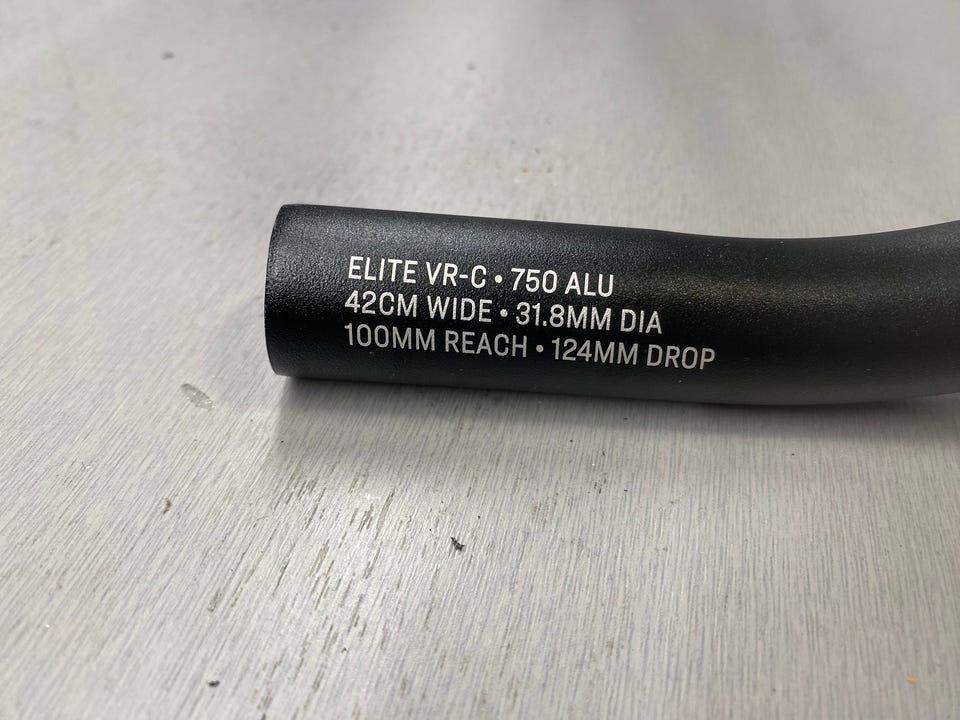 ELITE VR-C • 750 ALU
42CM WIDE • 31.8MM DIA
100MM REACH • 124MM DROP